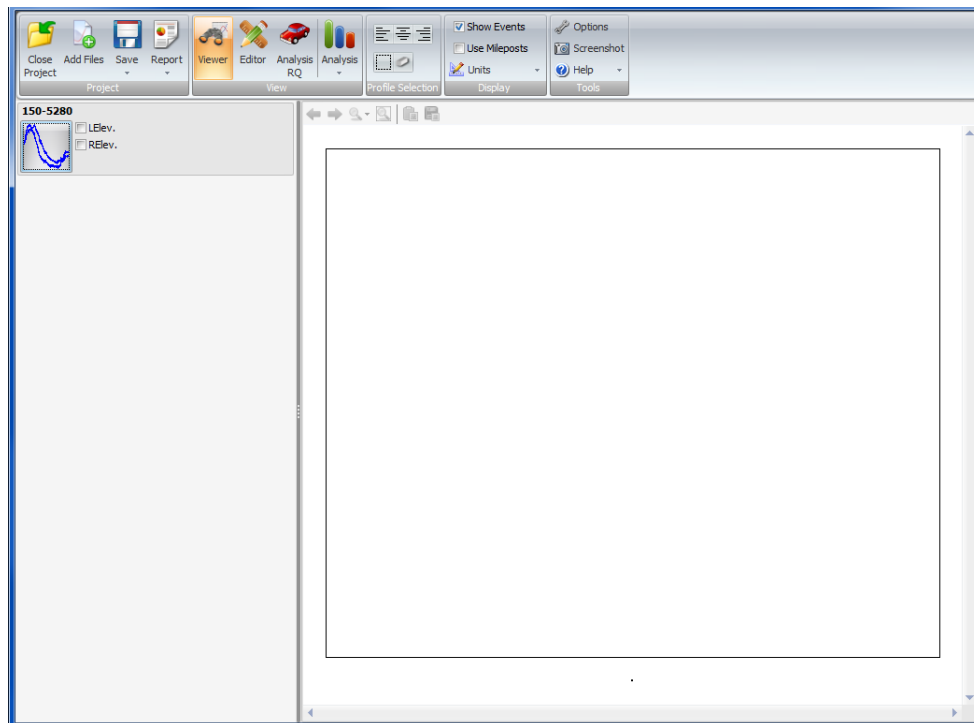 Close Project
Add Files
Save
Report
Project
Viewer
Editor
Analysis RQ
Analysis
View
Profile Selection
Show Events
Use Mileposts
Units
Display
Options
Screenshot
Help
Tools
150-5280
LElev.
RElev.